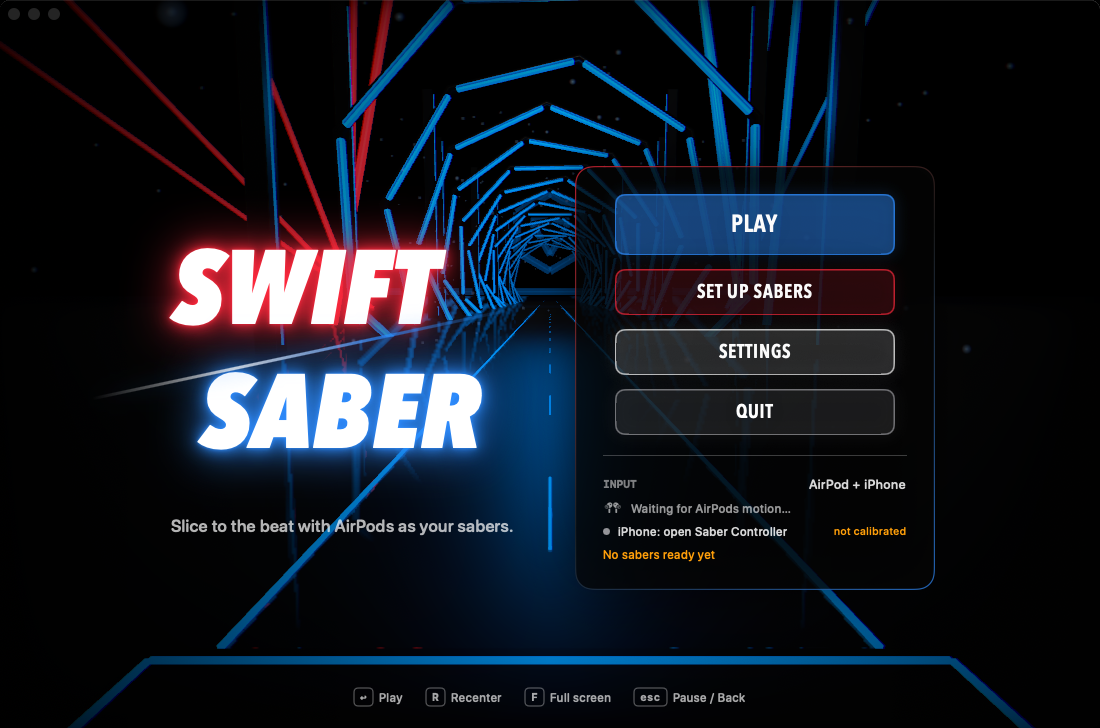 SWIFT
SABER
Slice to the beat with AirPods as your sabers.
PLAY
SET UP SABERS
SETTINGS
QUIT
INPUT AirPod + iPhone
Waiting for AirPods motion...
iPhone: open Saber Controller not calibrated
No sabers ready yet
↩ Play R Recenter F Full screen esc Pause / Back